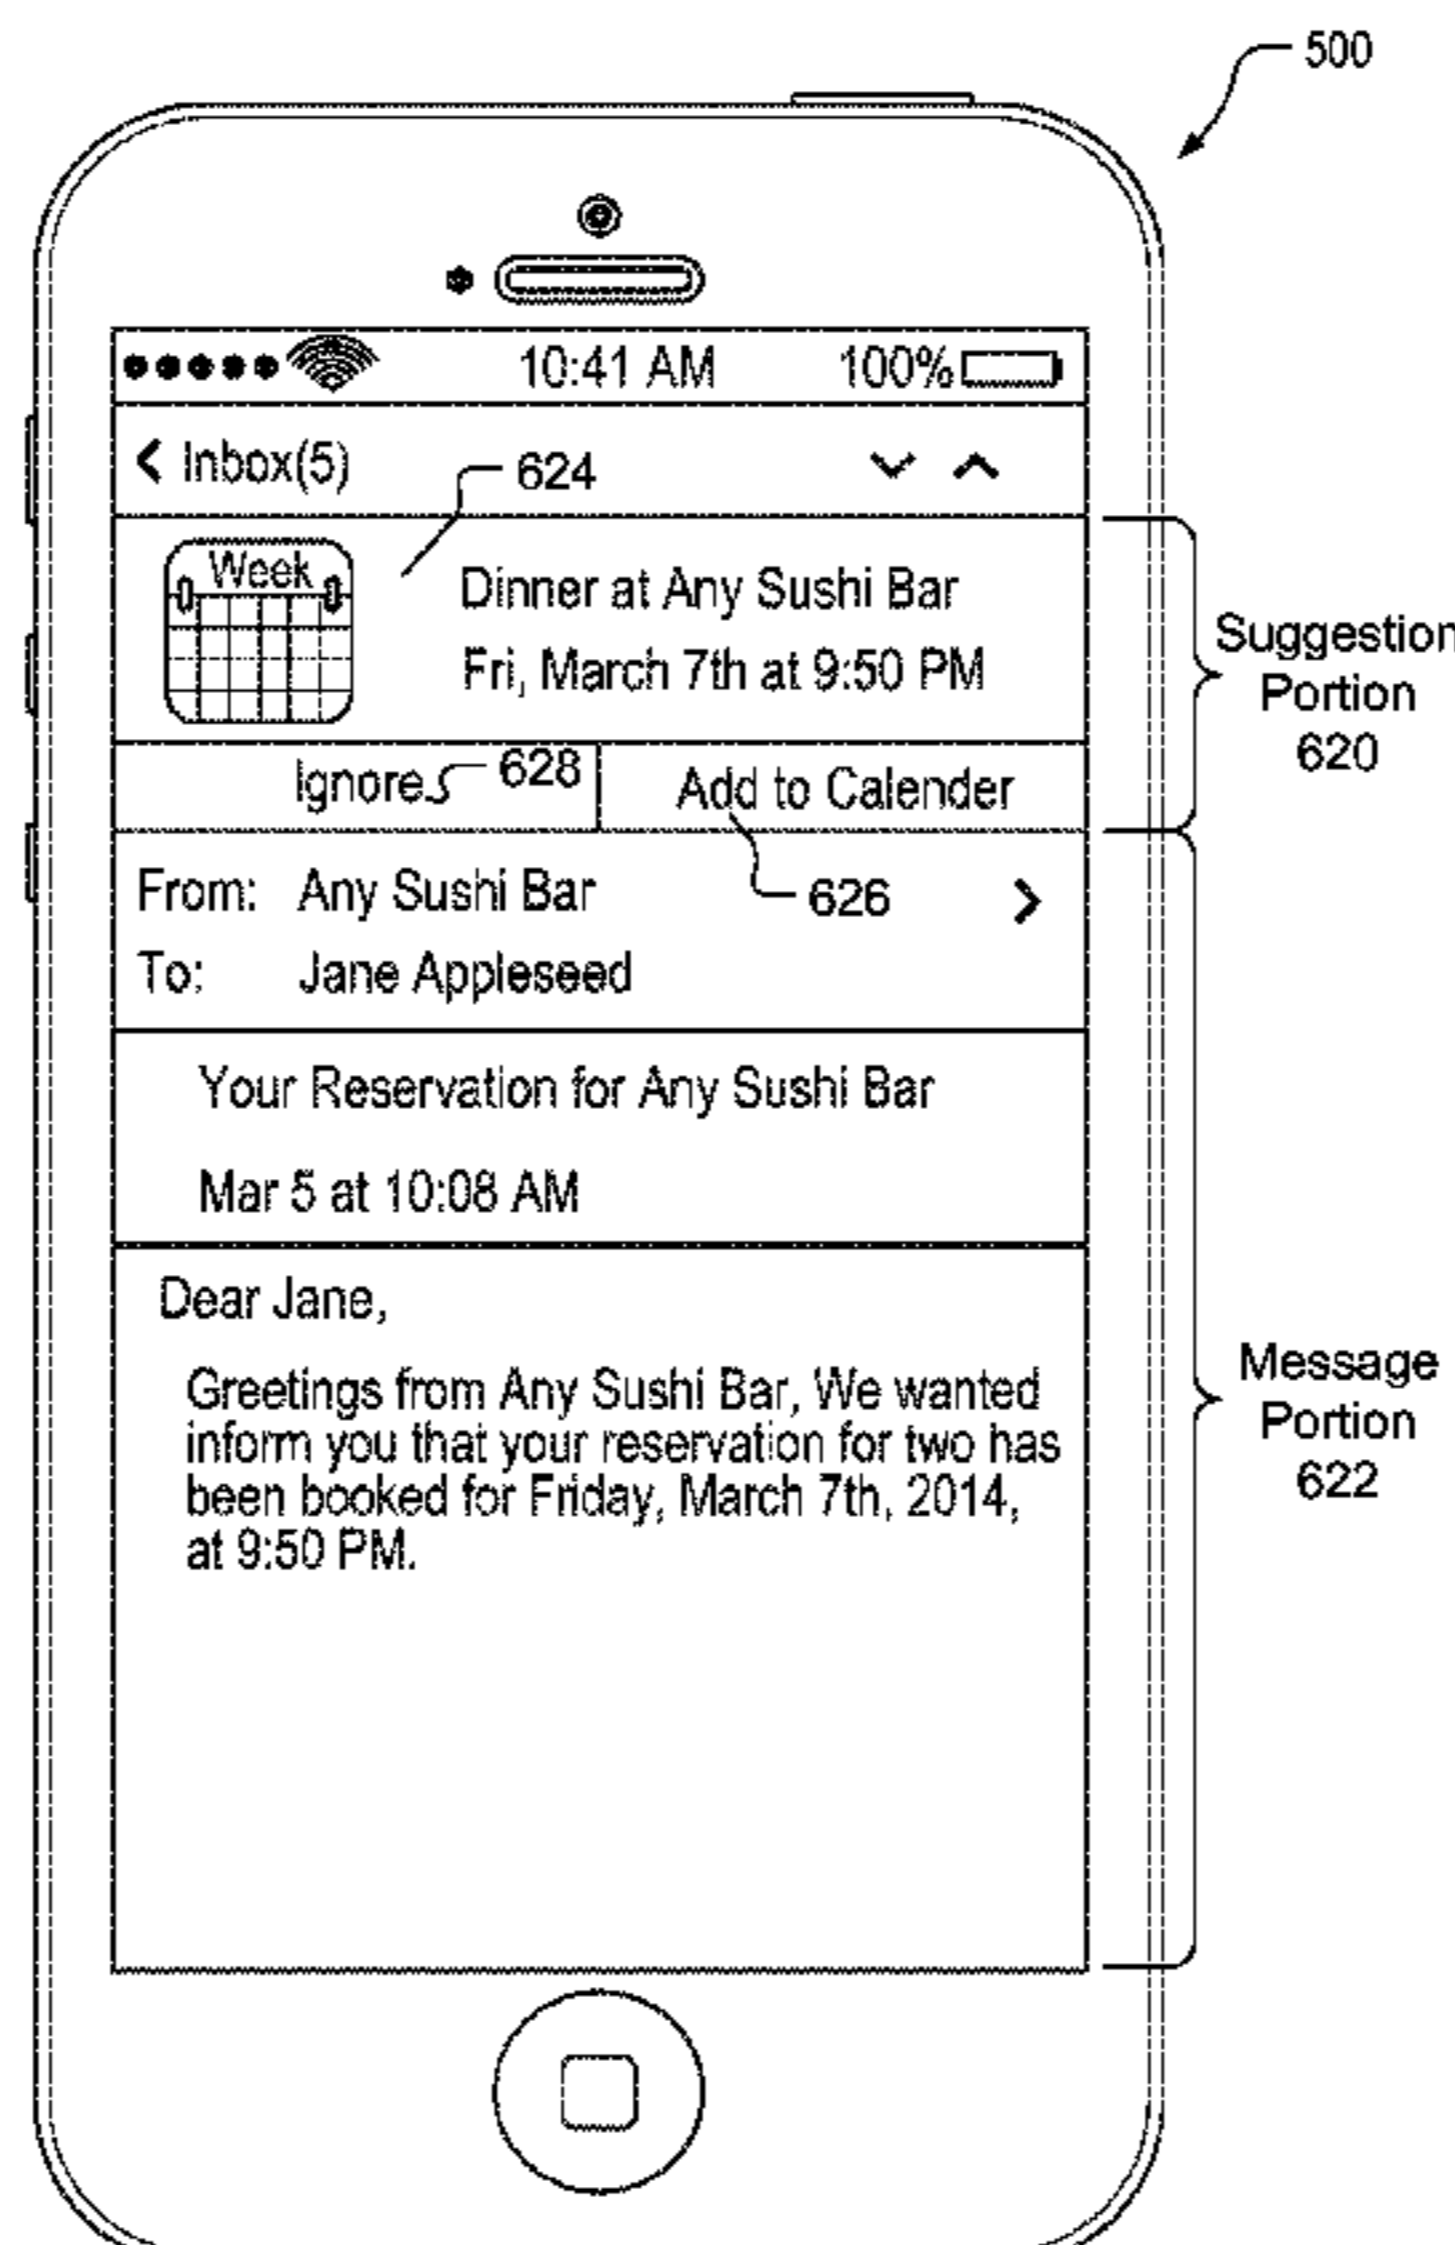 500
10:41 AM 100%
Inbox(5)
624
Week
Dinner at Any Sushi Bar
Fri, March 7th at 9:50 PM
Suggestion
Portion
620
Ignore 628
Add to Calender
626
From: Any Sushi Bar
To: Jane Appleseed
Your Reservation for Any Sushi Bar
Mar 5 at 10:08 AM
Dear Jane,
Greetings from Any Sushi Bar, We wanted
inform you that your reservation for two has
been booked for Friday, March 7th, 2014,
at 9:50 PM.
Message
Portion
622